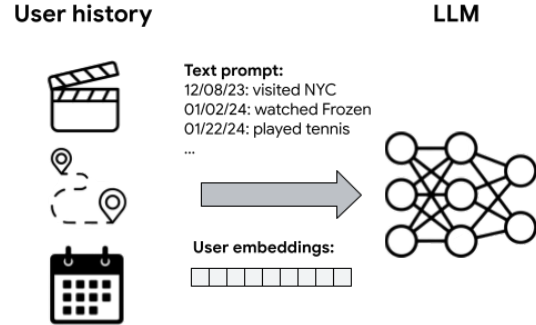 User history
LLM
Text prompt:
12/08/23: visited NYC
01/02/24: watched Frozen
01/22/24: played tennis
...
User embeddings: